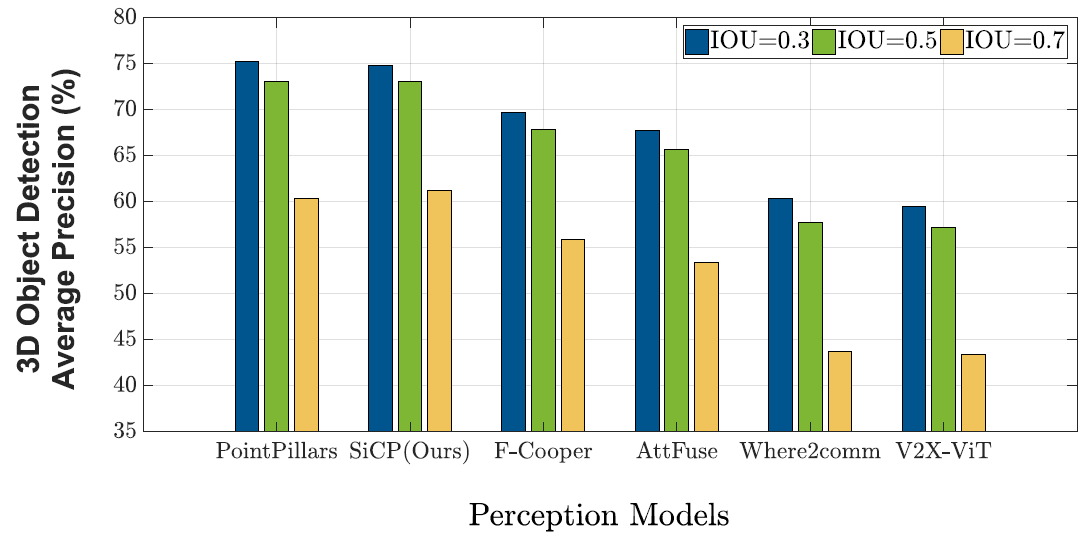 IOU=0.3 IOU=0.5 IOU=0.7
3D Object Detection
Average Precision (%)
80
75
70
65
60
55
50
45
40
35
PointPillars SiCP(Ours) F-Cooper AttFuse Where2comm V2X-ViT
Perception Models